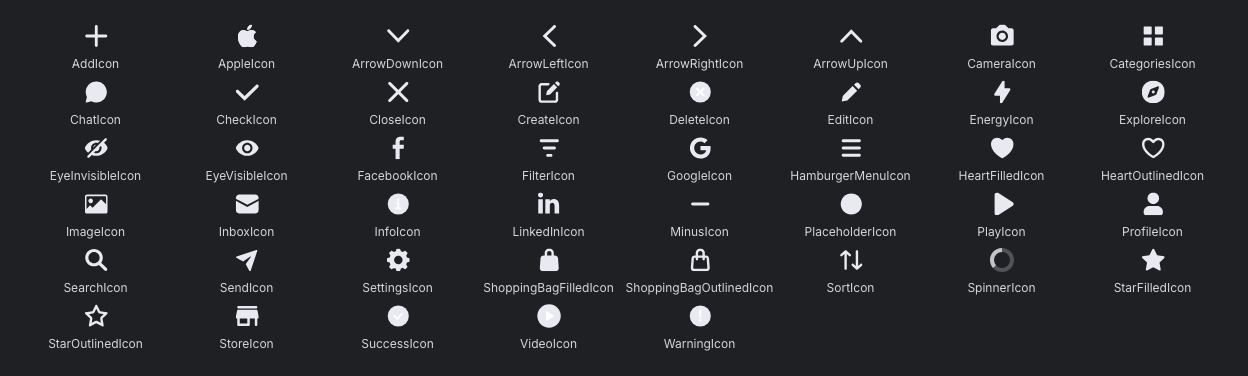 AddIcon AppleIcon ArrowDownIcon ArrowLeftIcon ArrowRightIcon ArrowUpIcon CameraIcon CategoriesIcon
ChatIcon CheckIcon CloseIcon CreateIcon DeleteIcon EditIcon EnergyIcon ExploreIcon
EyeInvisibleIcon EyeVisibleIcon FacebookIcon FilterIcon GoogleIcon HamburgerMenuIcon HeartFilledIcon HeartOutlinedIcon
ImageIcon InboxIcon InfoIcon LinkedInIcon MinusIcon PlaceholderIcon PlayIcon ProfileIcon
SearchIcon SendIcon SettingsIcon ShoppingBagFilledIcon ShoppingBagOutlinedIcon SortIcon SpinnerIcon StarFilledIcon
StarOutlinedIcon StoreIcon SuccessIcon VideoIcon WarningIcon